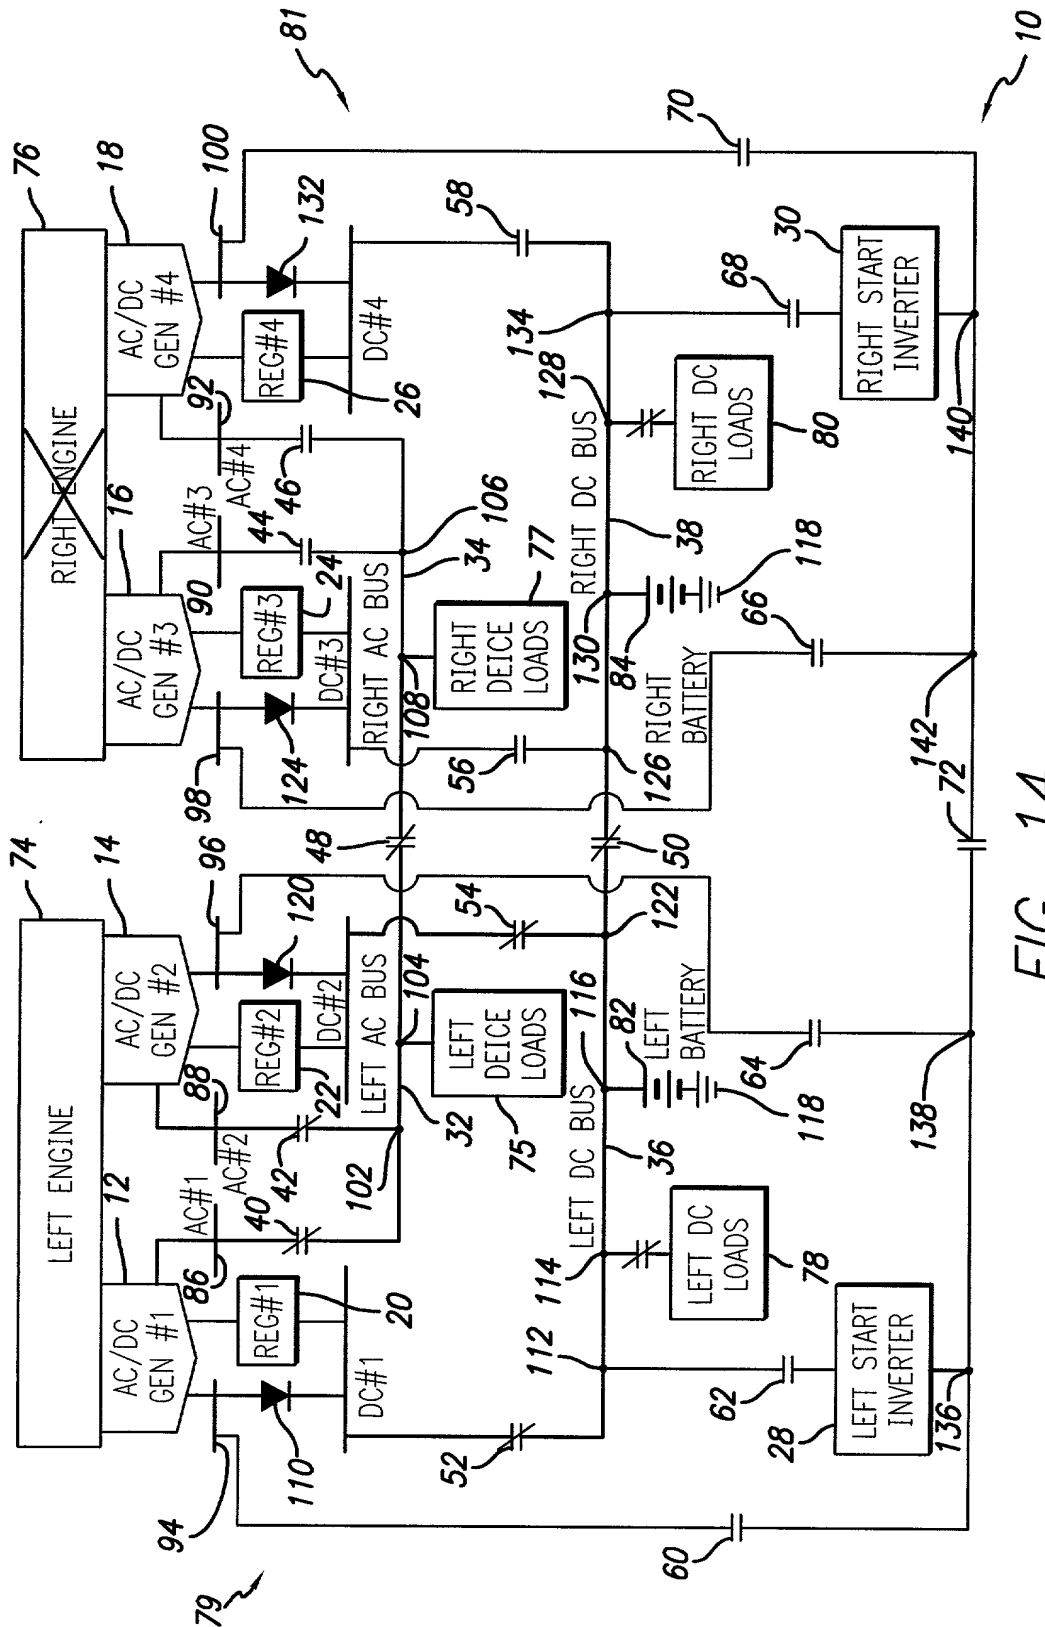 79
81
10
74
LEFT ENGINE
76
RIGHT ENGINE
12
AC/DC
GEN #1
14
AC/DC
GEN #2
16
AC/DC
GEN #3
18
AC/DC
GEN #4
94
86
AC#1
88
AC#2
96
98
90
AC#3
92
AC#4
100
110
REG#1
20
40
42
REG#2
22
120
124
REG#3
24
44
46
REG#4
26
132
DC#1
DC#2
DC#3
DC#4
102
32
LEFT AC BUS
104
48
RIGHT AC BUS
108
34
106
LEFT
DEICE
LOADS
75
RIGHT
DEICE
LOADS
77
52
54
56
58
112
114
LEFT DC BUS
36
116
122
50
126
130
RIGHT DC BUS
38
128
134
LEFT DC
LOADS
78
82
LEFT
BATTERY
118
84
RIGHT
BATTERY
118
RIGHT DC
LOADS
80
60
62
64
66
68
70
28
LEFT START
INVERTER
30
RIGHT START
INVERTER
136
138
72
142
140
FIG. 14